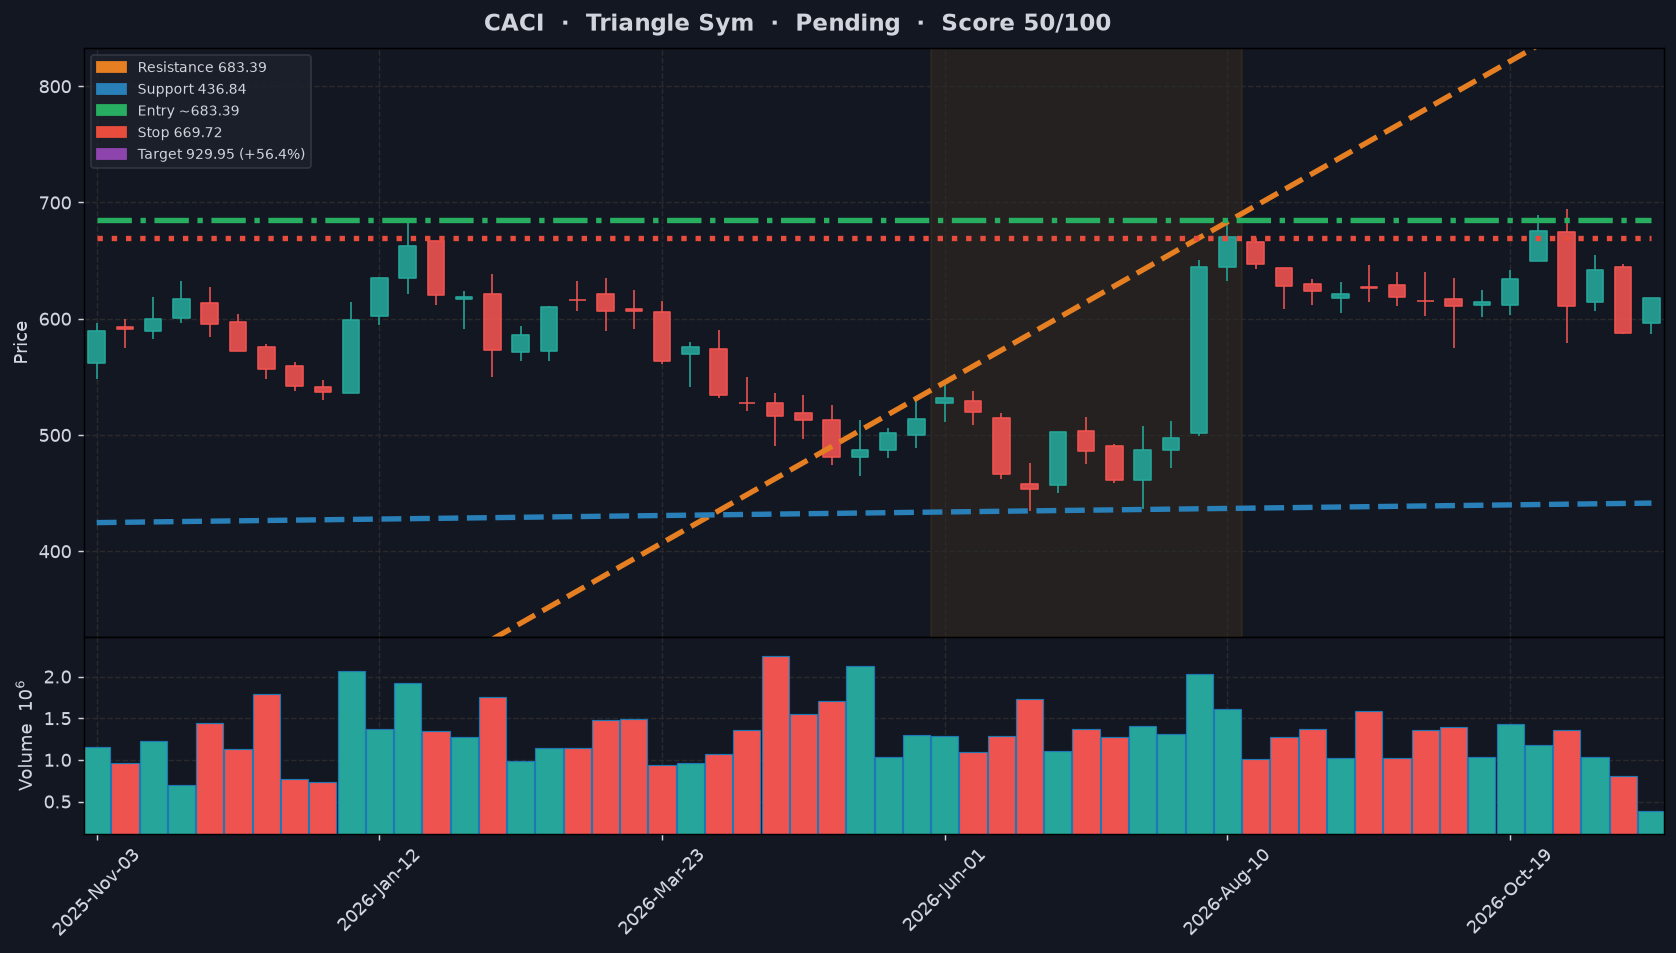 CACI · Triangle Sym · Pending · Score 50/100
Resistance 683.39
Support 436.84
Entry ~683.39
Stop 669.72
Target 929.95 (+56.4%)
800
700
600
500
400
Price
2.0
1.5
1.0
0.5
Volume 10⁶
2025-Nov-03
2026-Jan-12
2026-Mar-23
2026-Jun-01
2026-Aug-10
2026-Oct-19